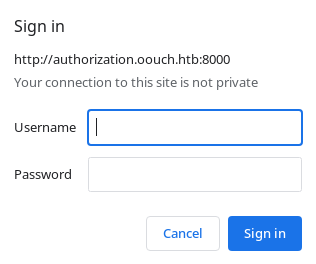 Sign in
http://authorization.oouch.htb:8000
Your connection to this site is not private
Username
Password
Cancel
Sign in